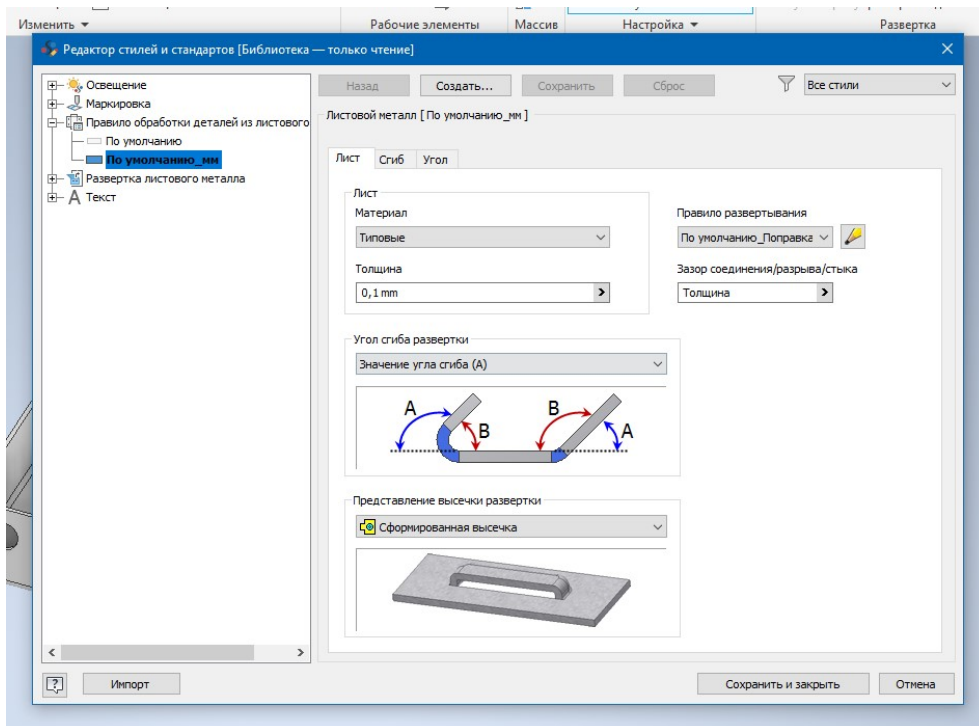 Изменить
Рабочие элементы
Массив
Настройка
Развертка
Редактор стилей и стандартов [Библиотека — только чтение]
Освещение
Маркировка
Правило обработки деталей из листового
По умолчанию
По умолчанию_мм
Развертка листового металла
Текст
Назад
Создать...
Сохранить
Сброс
Все стили
Листовой металл [ По умолчанию_мм ]
Лист
Сгиб
Угол
Лист
Материал
Типовые
Толщина
0,1 mm
Правило развертывания
По умолчанию_Поправка
Зазор соединения/разрыва/стыка
Толщина
Угол сгиба развертки
Значение угла сгиба (A)
A
B
B
A
Представление высечки развертки
Сформированная высечка
?
Импорт
Сохранить и закрыть
Отмена